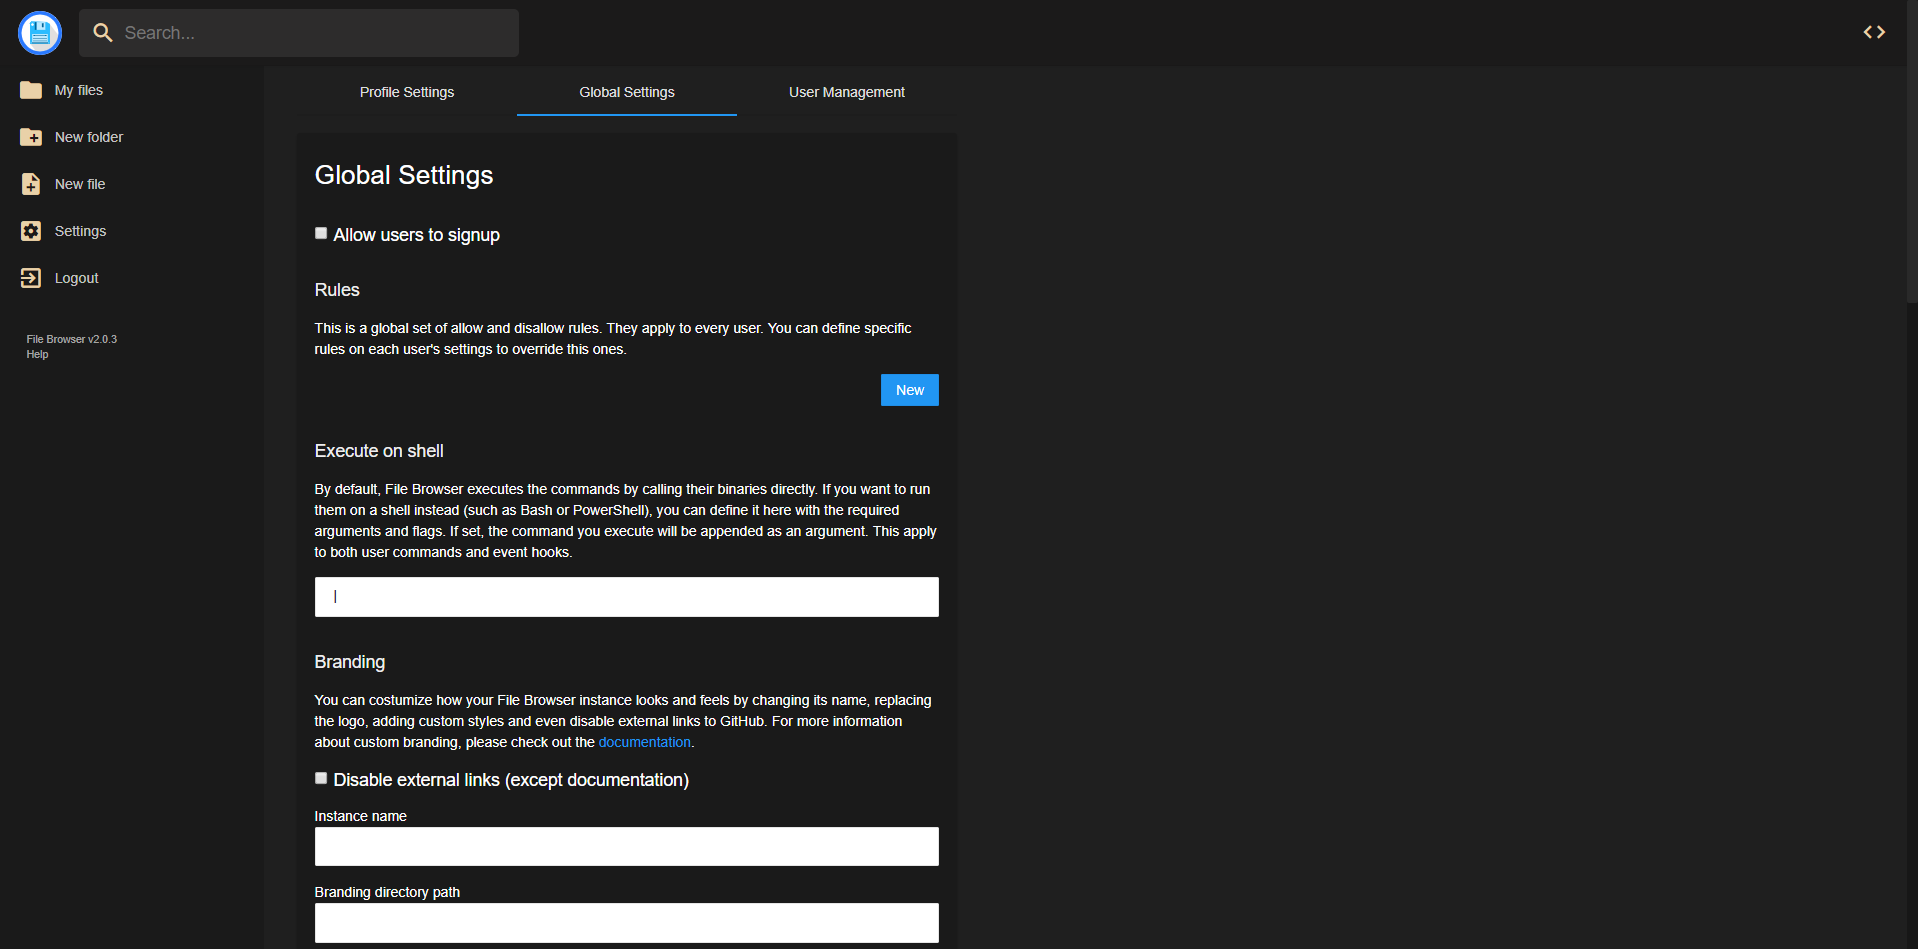 Search...
My files
New folder
New file
Settings
Logout
File Browser v2.0.3
Help
Profile Settings
Global Settings
User Management
Global Settings
Allow users to signup
Rules
This is a global set of allow and disallow rules. They apply to every user. You can define specific
rules on each user's settings to override this ones.
New
Execute on shell
By default, File Browser executes the commands by calling their binaries directly. If you want to run
them on a shell instead (such as Bash or PowerShell), you can define it here with the required
arguments and flags. If set, the command you execute will be appended as an argument. This apply
to both user commands and event hooks.
Branding
You can costumize how your File Browser instance looks and feels by changing its name, replacing
the logo, adding custom styles and even disable external links to GitHub. For more information
about custom branding, please check out the documentation.
Disable external links (except documentation)
Instance name
Branding directory path